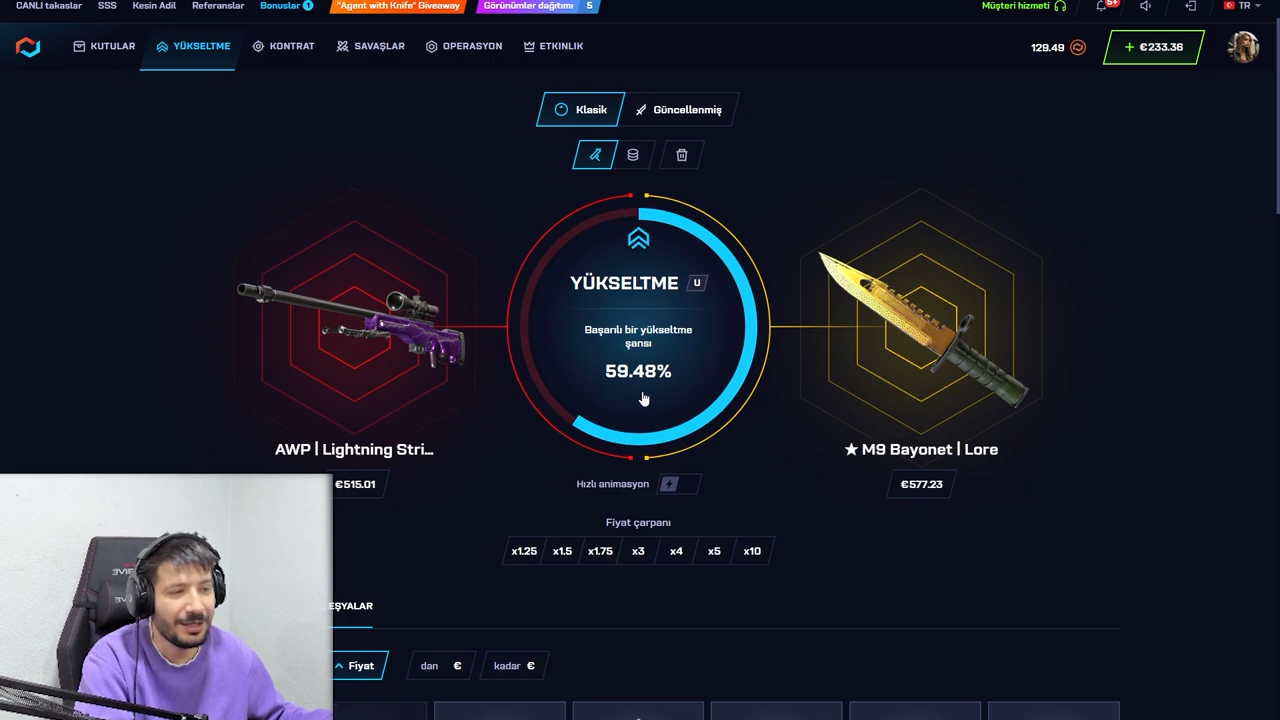 CANLI takaslar SSS Kesin Adil Referanslar Bonuslar 1 "Agent with Knife" Giveaway Görünümler dağıtımı 5 Müşteri hizmeti 5+ TR
KUTULAR YÜKSELTME KONTRAT SAVAŞLAR OPERASYON ETKINLIK 129.49 + €233.36
Klasik Güncellenmiş
YÜKSELTME U
Başarılı bir yükseltme
şansı
59.48%
AWP | Lightning Stri... ★ M9 Bayonet | Lore
€515.01 Hızlı animasyon €577.23
Fiyat çarpanı
x1.25 x1.5 x1.75 x3 x4 x5 x10
EŞYALAR
Fiyat dan € kadar €